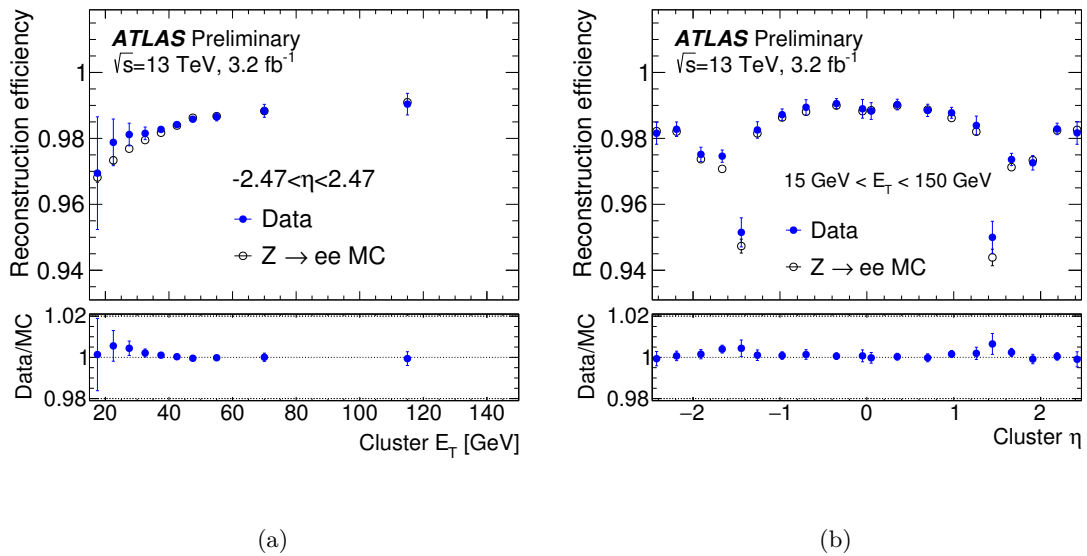 Reconstruction efficiency
1
0.98
0.96
0.94
ATLAS Preliminary
√s=13 TeV, 3.2 fb-1
-2.47<η<2.47
Data
Z → ee MC
Data/MC
1.02
1
0.98
20 40 60 80 100 120 140
Cluster ET [GeV]
(a)
Reconstruction efficiency
1
0.98
0.96
0.94
ATLAS Preliminary
√s=13 TeV, 3.2 fb-1
15 GeV < ET < 150 GeV
Data
Z → ee MC
Data/MC
1.02
1
0.98
−2 −1 0 1 2
Cluster η
(b)